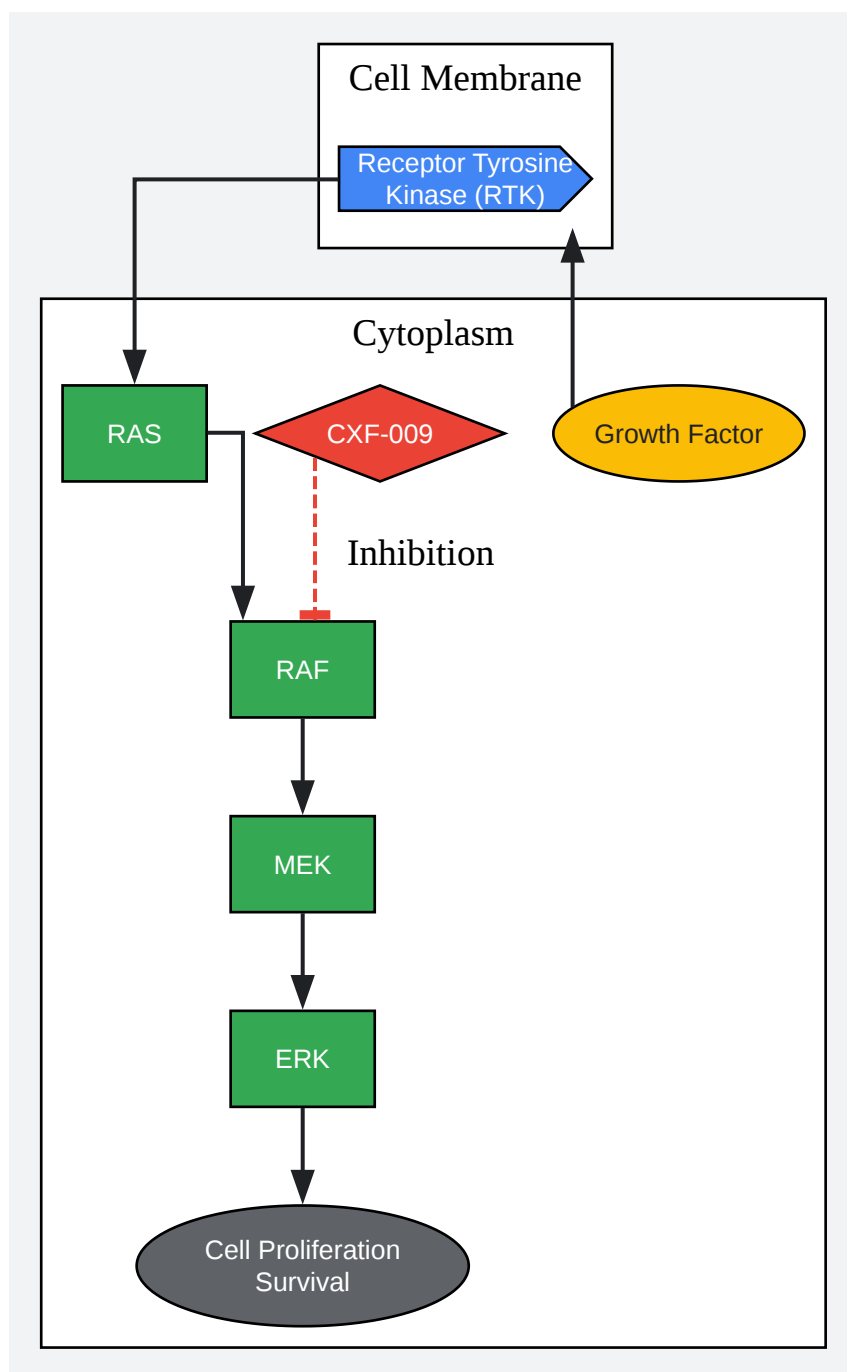 Cell Membrane
Receptor Tyrosine
Kinase (RTK)
Cytoplasm
RAS
CXF-009
Growth Factor
Inhibition
RAF
MEK
ERK
Cell Proliferation
Survival